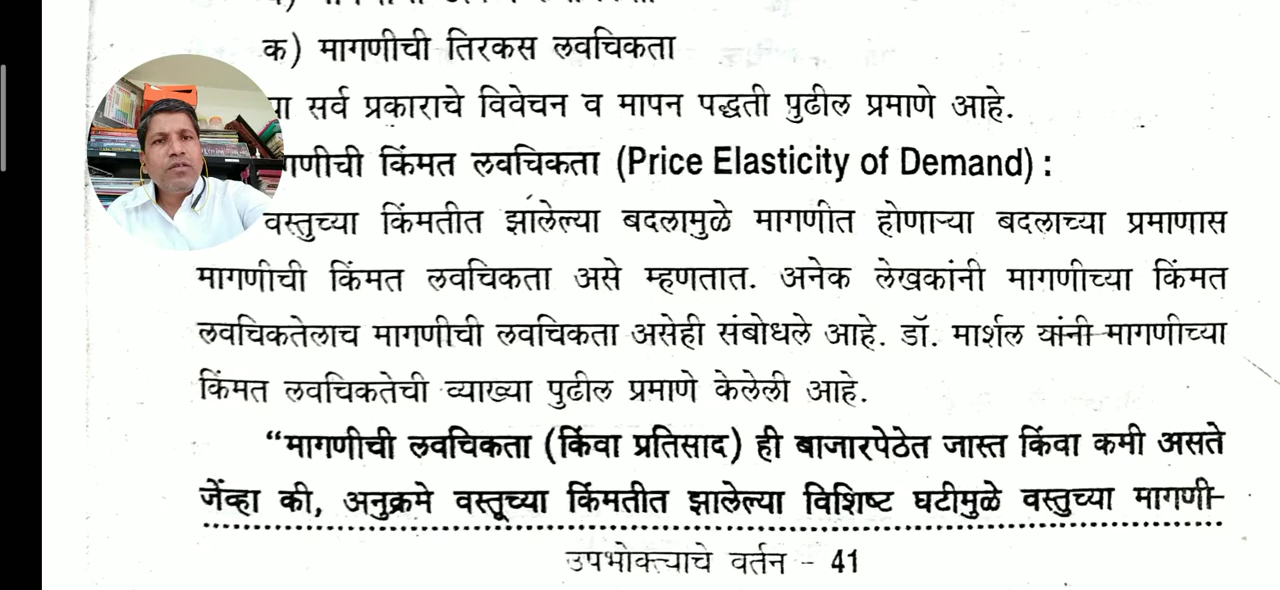 क) मागणीची तिरकस लवचिकता
सर्व प्रकाराचे विवेचन व मापन पद्धती पुढील प्रमाणे आहे.
किंमत लवचिकता (Price Elasticity of Demand) :
वस्तुच्या किंमतीत झालेल्या बदलामुळे मागणीत होणाऱ्या बदलाच्या प्रमाणास
मागणीची किंमत लवचिकता असे म्हणतात. अनेक लेखकांनी मागणीच्या किंमत
लवचिकतेलाच मागणीची लवचिकता असेही संबोधले आहे. डॉ. मार्शल यांनी मागणीच्या
किंमत लवचिकतेची व्याख्या पुढील प्रमाणे केलेली आहे.
“मागणीची लवचिकता (किंवा प्रतिसाद) ही बाजारपेठेत जास्त किंवा कमी असते
जेंव्हा की, अनुक्रमे वस्तूच्या किंमतीत झालेल्या विशिष्ट घटीमुळे वस्तुच्या मागणी-
उपभोक्त्याचे वर्तन - 41